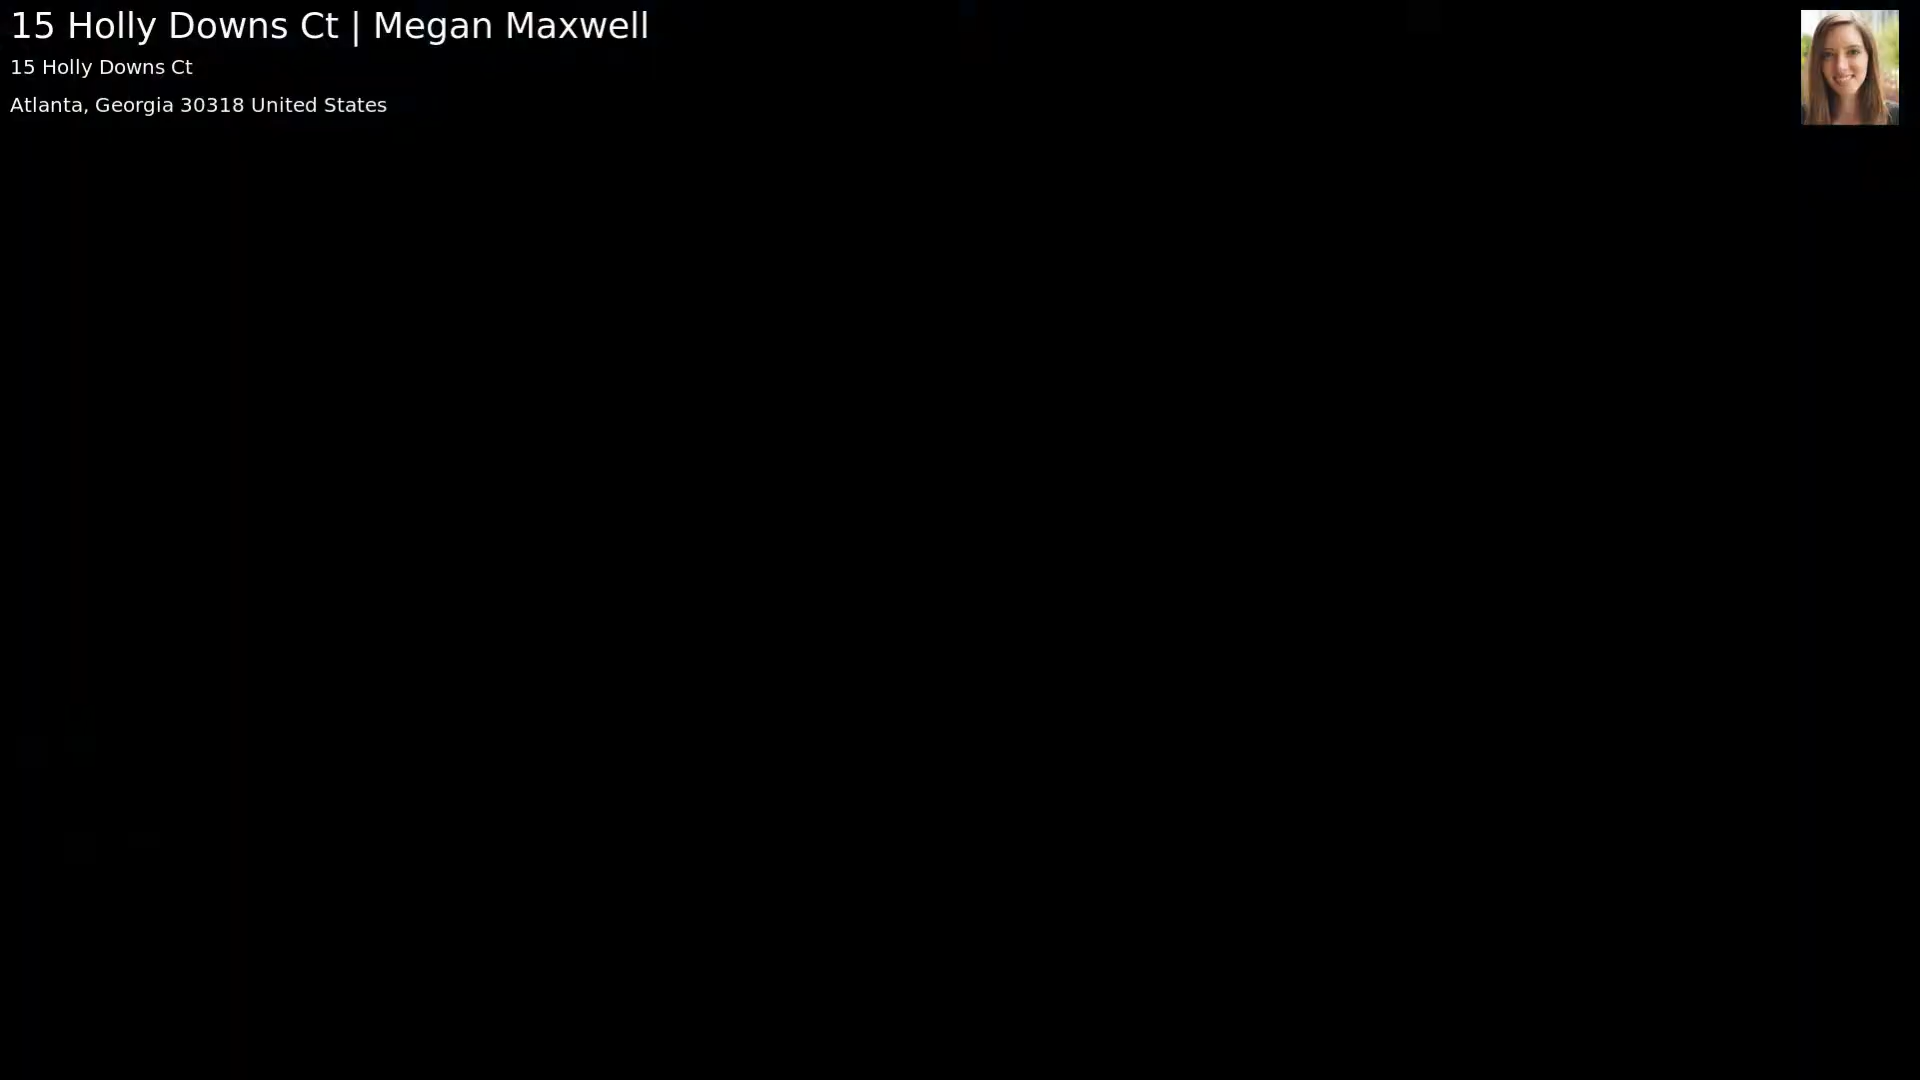 15 Holly Downs Ct | Megan Maxwell
15 Holly Downs Ct
Atlanta, Georgia 30318 United States